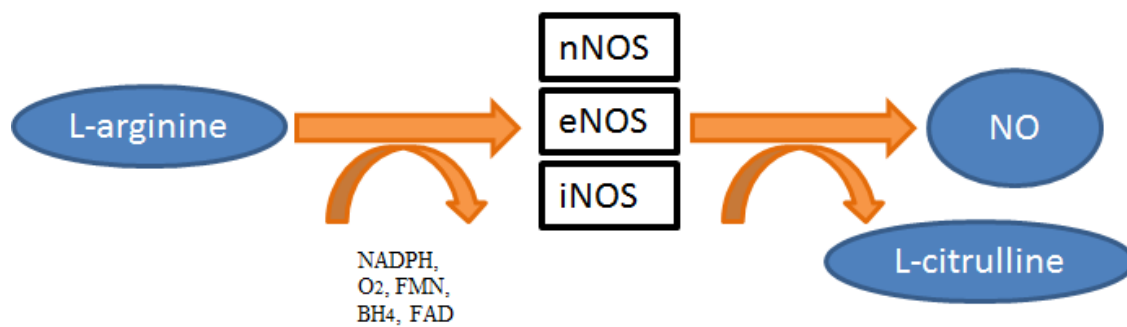 L-arginine
nNOS
eNOS
iNOS
NO
L-citrulline
NADPH,
O2, FMN,
BH4, FAD